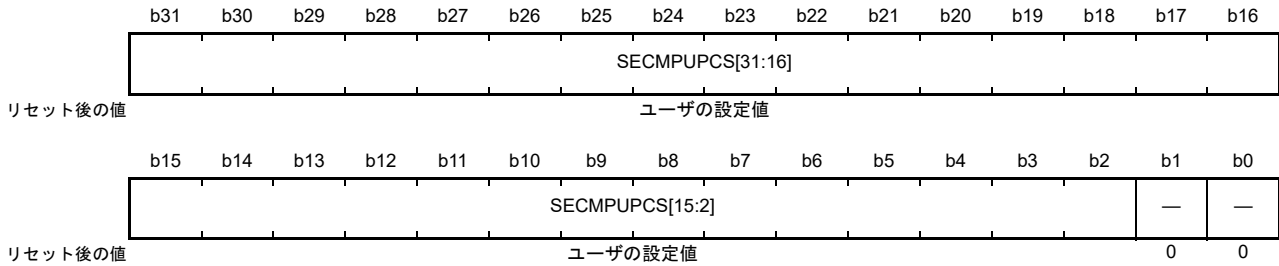 b31 b30 b29 b28 b27 b26 b25 b24 b23 b22 b21 b20 b19 b18 b17 b16
SECMPUPCS[31:16]
リセット後の値 ユーザの設定値
b15 b14 b13 b12 b11 b10 b9 b8 b7 b6 b5 b4 b3 b2 b1 b0
SECMPUPCS[15:2] — —
リセット後の値 ユーザの設定値 0 0